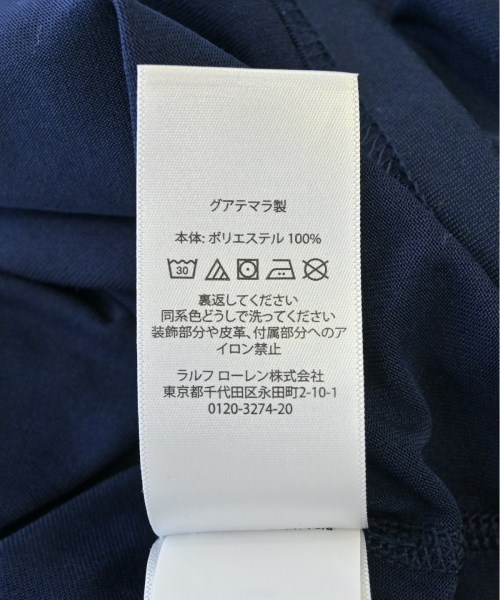 グアテマラ製
本体: ポリエステル 100%
30
裏返してください
同系色どうしで洗ってください
装飾部分や皮革、付属部分へのア
イロン禁止
ラルフ ローレン株式会社
東京都千代田区永田町2-10-1
0120-3274-20